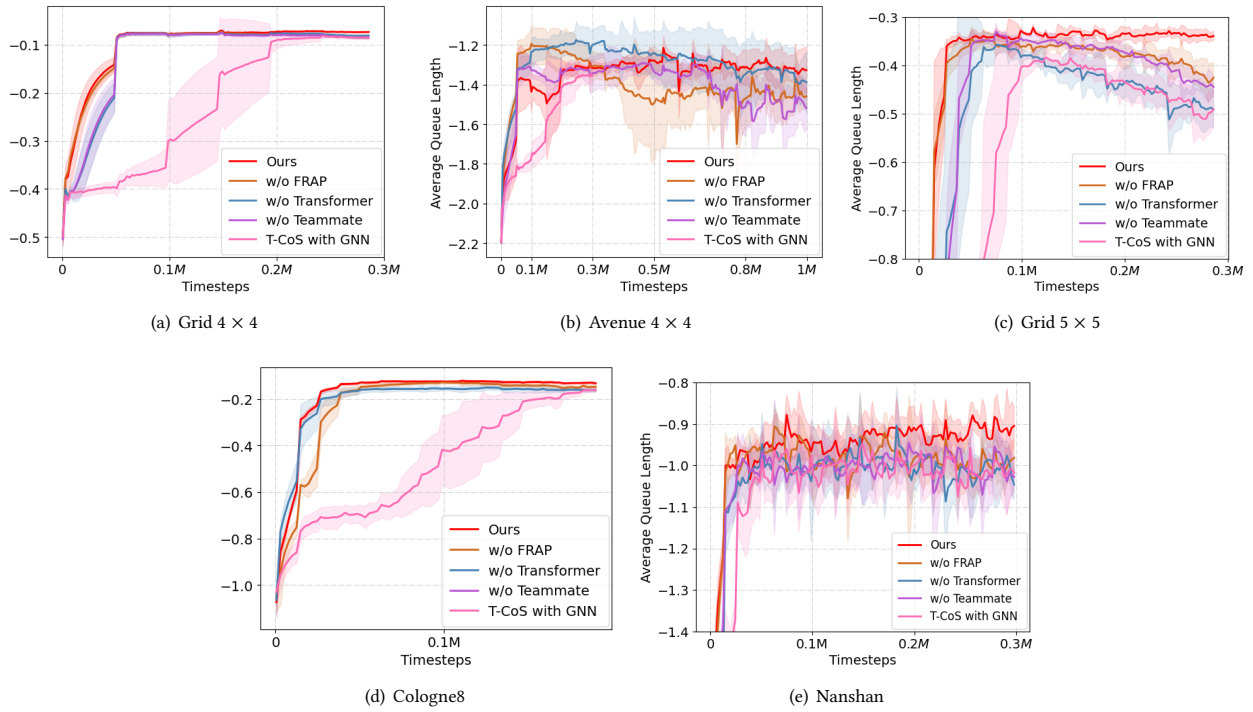 −0.1
−0.2
−0.3
−0.4
−0.5
0
0.1M
0.2M
0.3M
Timesteps
Ours
w/o FRAP
w/o Transformer
w/o Teammate
T-CoS with GNN
(a) Grid 4 × 4
Average Queue Length
−1.2
−1.4
−1.6
−1.8
−2.0
−2.2
0
0.1M
0.3M
0.5M
0.8M
1M
Timesteps
Ours
w/o FRAP
w/o Transformer
w/o Teammate
T-CoS with GNN
(b) Avenue 4 × 4
Average Queue Length
−0.3
−0.4
−0.5
−0.6
−0.7
−0.8
0
0.1M
0.2M
0.3M
Timesteps
Ours
w/o FRAP
w/o Transformer
w/o Teammate
T-CoS with GNN
(c) Grid 5 × 5
−0.2
−0.4
−0.6
−0.8
−1.0
0
0.1M
Timesteps
Ours
w/o FRAP
w/o Transformer
w/o Teammate
T-CoS with GNN
(d) Cologne8
Average Queue Length
−0.8
−0.9
−1.0
−1.1
−1.2
−1.3
−1.4
0
0.1M
0.2M
0.3M
Timesteps
Ours
w/o FRAP
w/o Transformer
w/o Teammate
T-CoS with GNN
(e) Nanshan